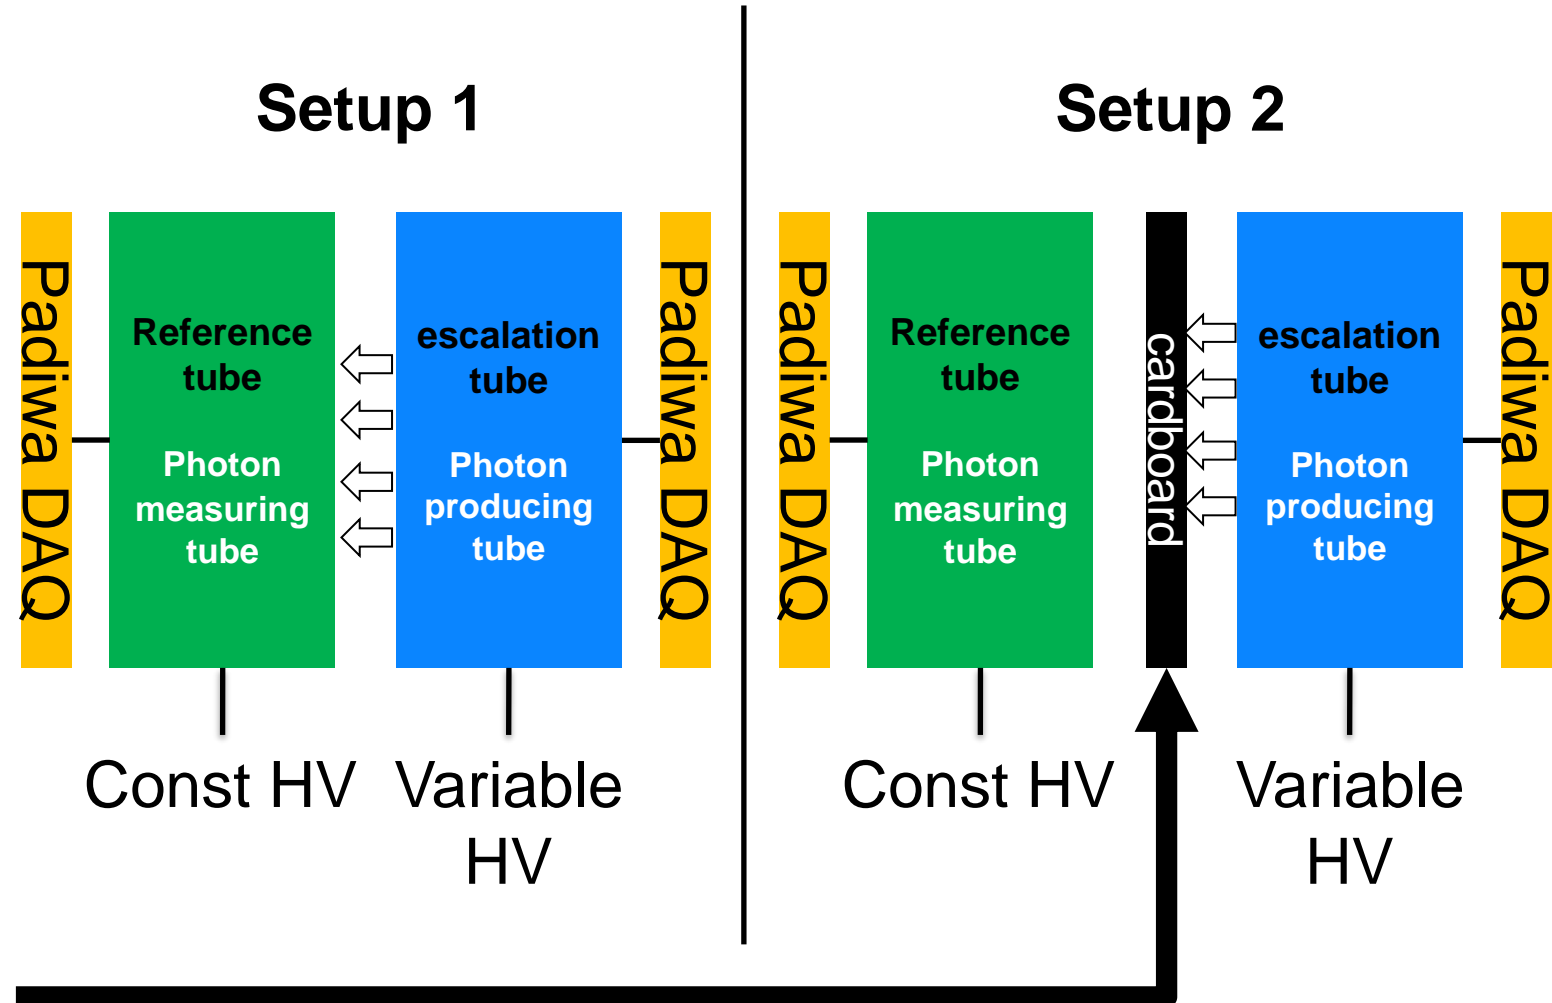 Setup 1
Padiwa DAQ
Reference
tube
Photon
measuring
tube
escalation
tube
Photon
producing
tube
Padiwa DAQ
Const HV
Variable
HV
Setup 2
Padiwa DAQ
Reference
tube
Photon
measuring
tube
cardboard
escalation
tube
Photon
producing
tube
Padiwa DAQ
Const HV
Variable
HV